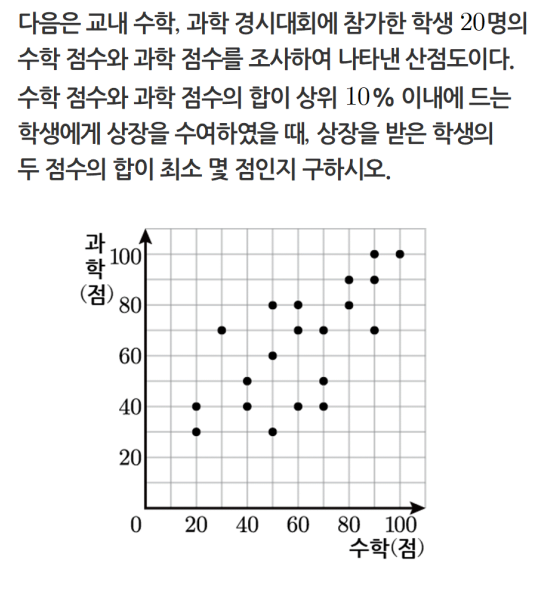 다음은 교내 수학, 과학 경시대회에 참가한 학생 20명의
수학 점수와 과학 점수를 조사하여 나타낸 산점도이다.
수학 점수와 과학 점수의 합이 상위 10% 이내에 드는
학생에게 상장을 수여하였을 때, 상장을 받은 학생의
두 점수의 합이 최소 몇 점인지 구하시오.
과
학
(점)
100
80
60
40
20
0 20 40 60 80 100
수학(점)